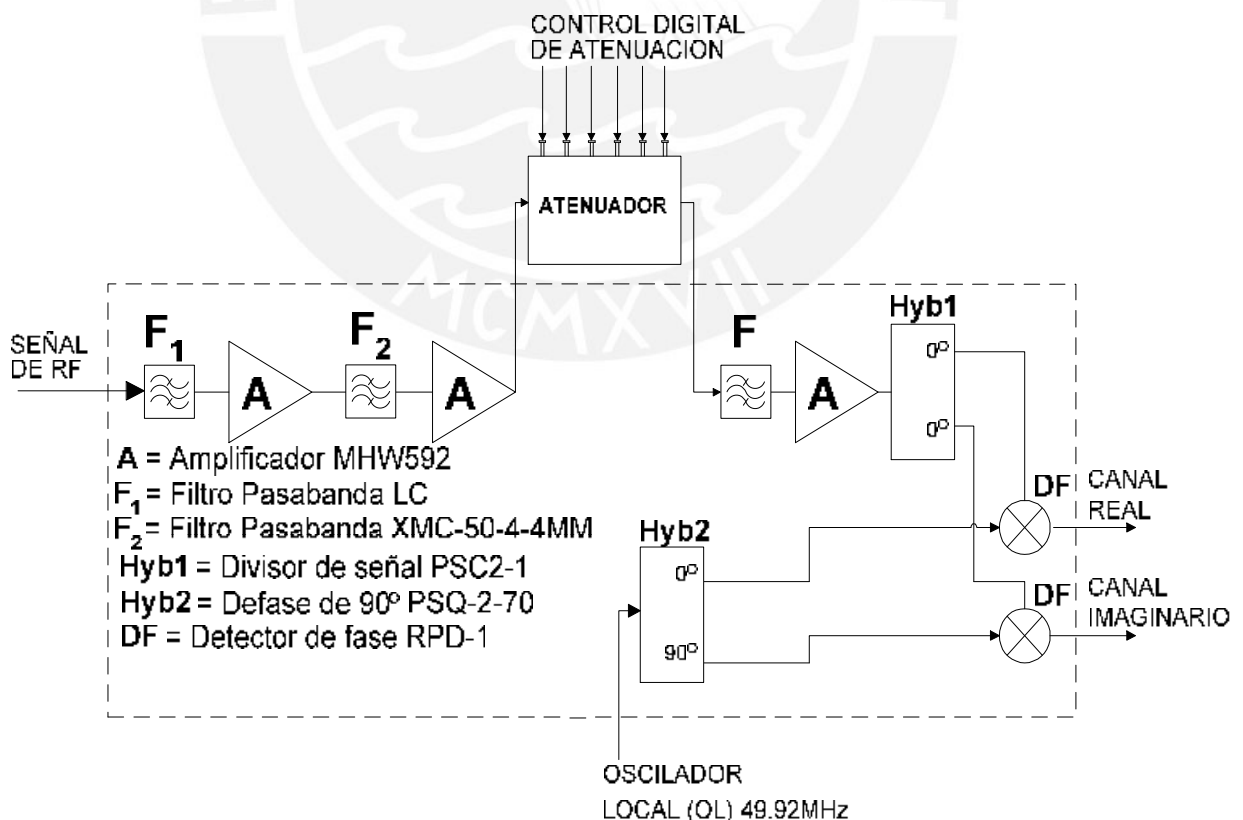 CONTROL DIGITAL
DE ATENUACION
ATENUADOR
MCMXVII
SEÑAL
DE RF
F1
A
F2
A
F
A
Hyb1
0º
0º
A = Amplificador MHW592
F1 = Filtro Pasabanda LC
F2 = Filtro Pasabanda XMC-50-4-4MM
Hyb1 = Divisor de señal PSC2-1
Hyb2 = Defase de 90º PSQ-2-70
DF = Detector de fase RPD-1
Hyb2
0º
90º
DF
CANAL
REAL
DF
CANAL
IMAGINARIO
OSCILADOR
LOCAL (OL) 49.92MHz